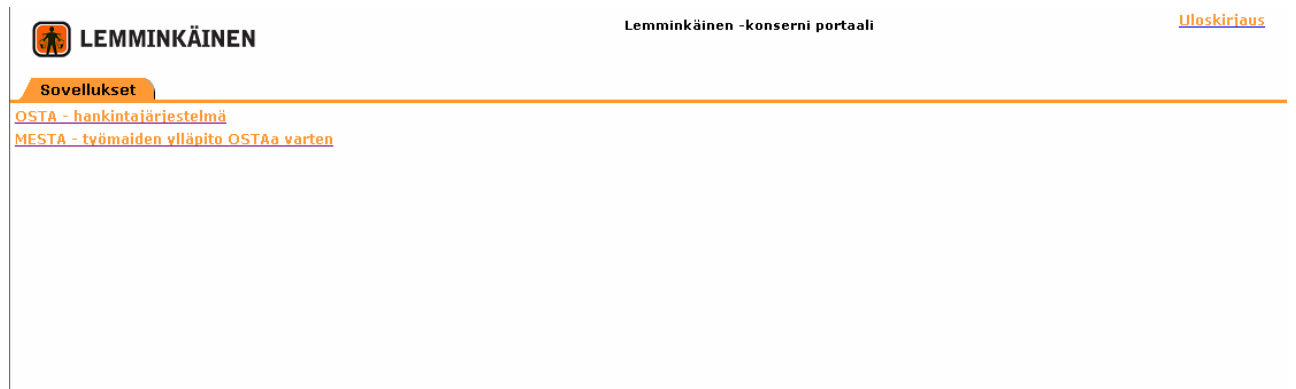 LEMMINKÄINEN
Lemminkäinen -konserni portaali
Uloskirjaus
Sovellukset
OSTA - hankintajärjestelmä
MESTA - työmaiden ylläpito OSTAa varten